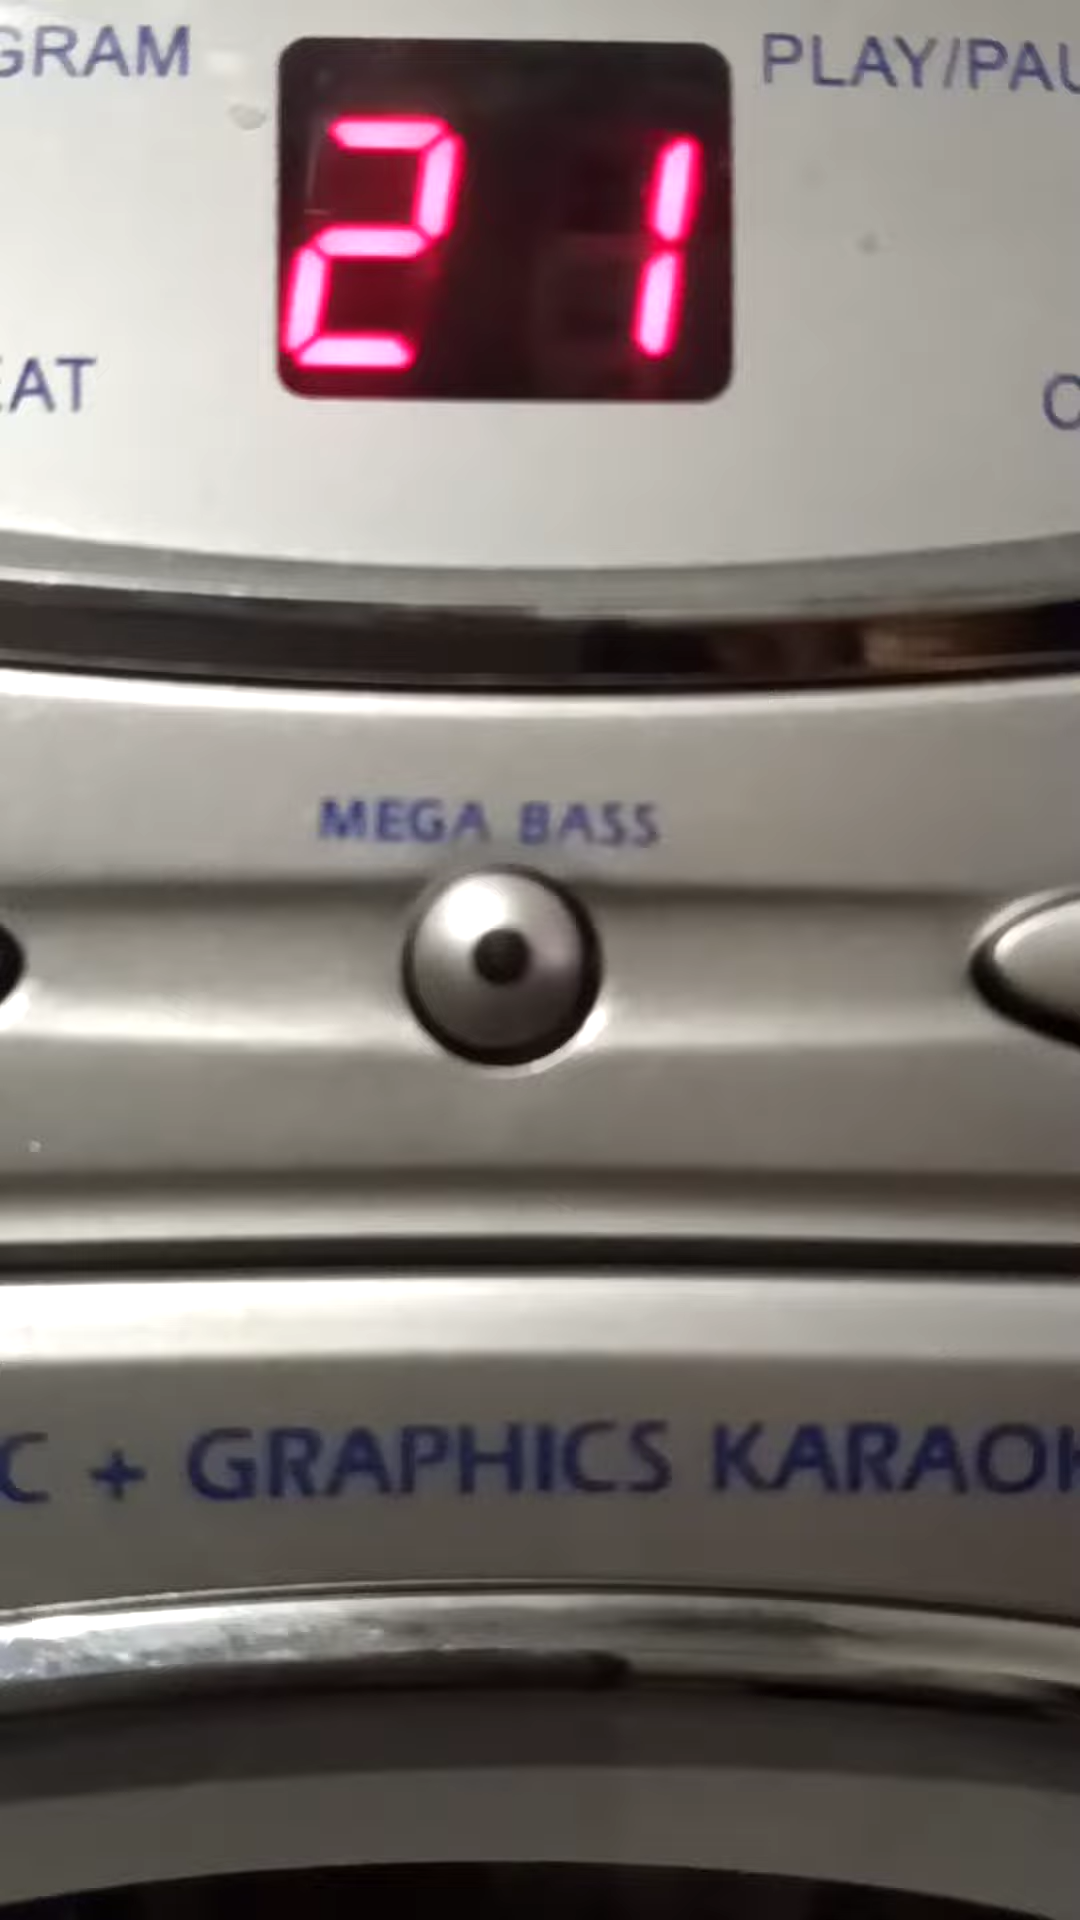 GRAM
PLAY/PAU
21
EAT
C
MEGA BASS
C + GRAPHICS KARAOK